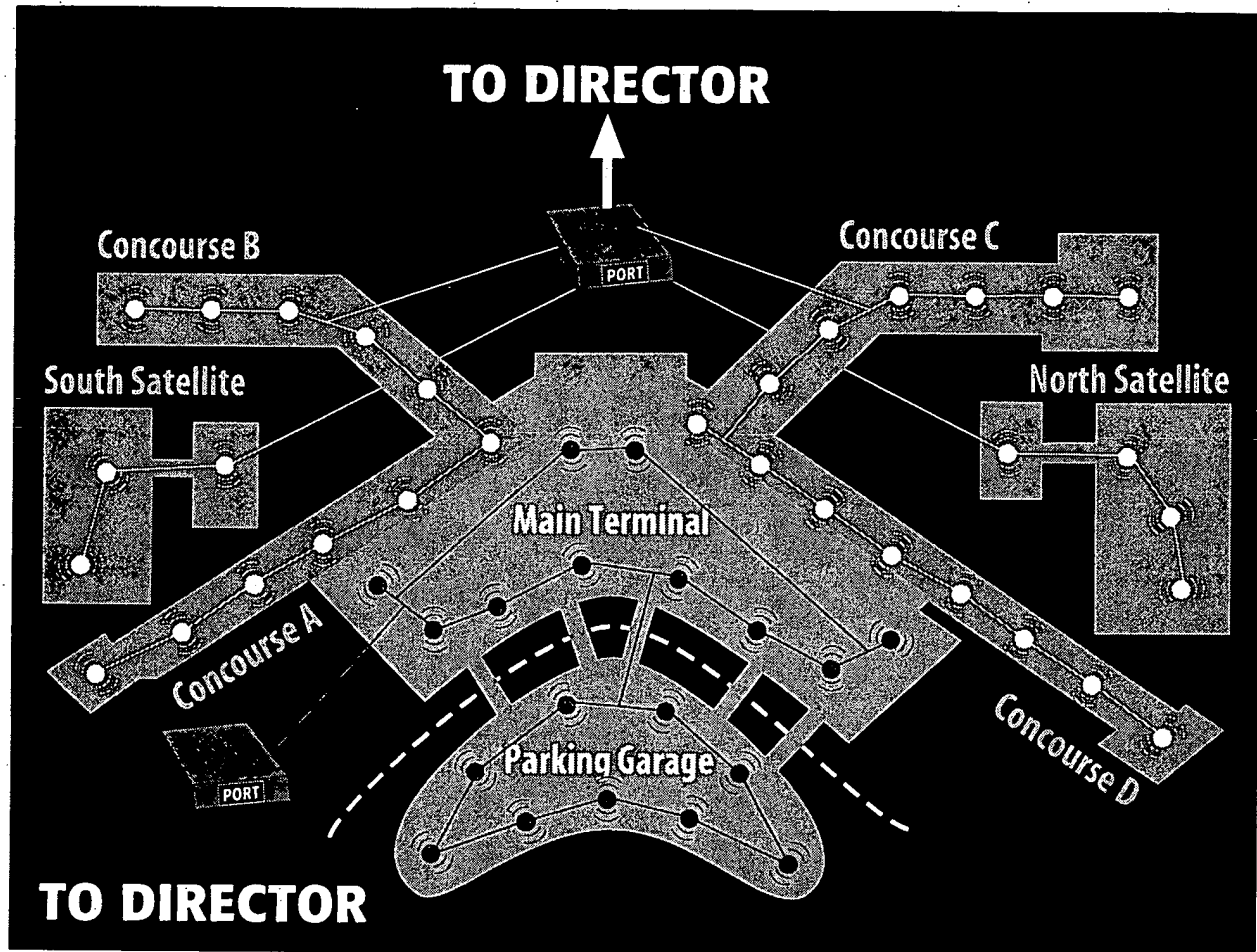 TO DIRECTOR
PORT
Concourse B
Concourse C
South Satellite
North Satellite
Main Terminal
Concourse A
Concourse D
Parking Garage
PORT
TO DIRECTOR